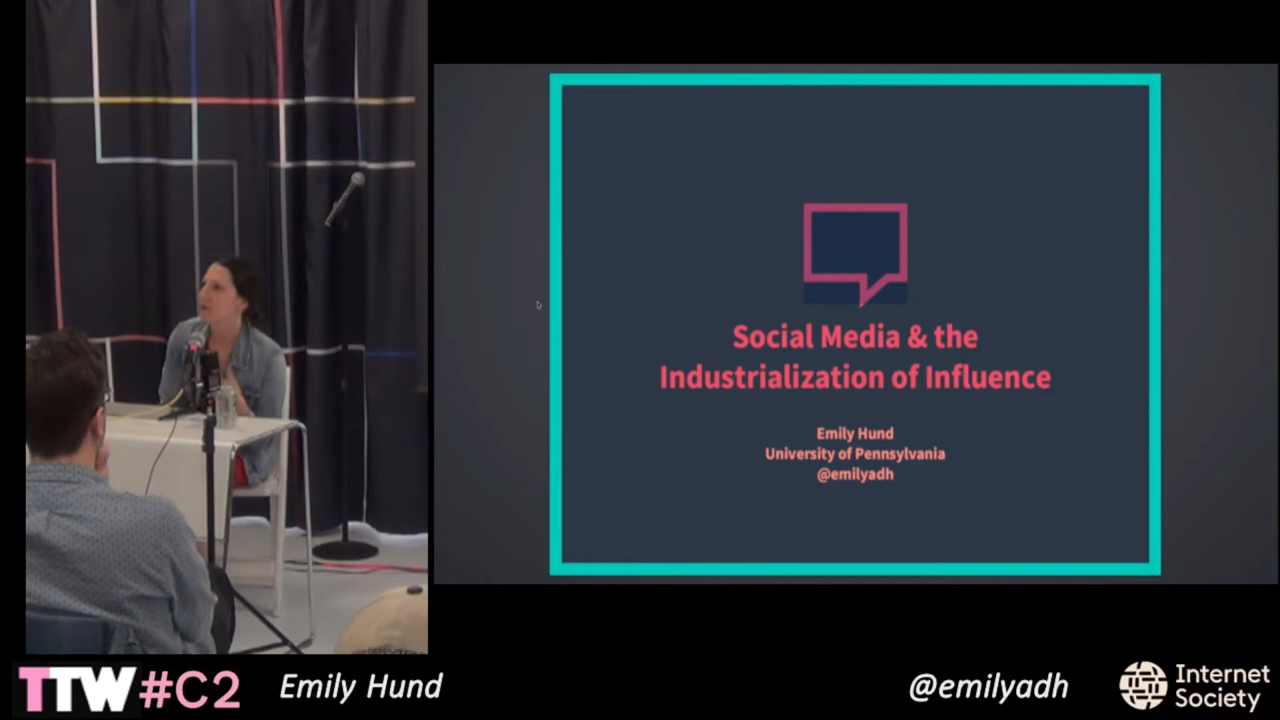 Social Media & the
Industrialization of Influence
Emily Hund
University of Pennsylvania
@emilyadh
TTW#C2
Emily Hund
@emilyadh
Internet
Society